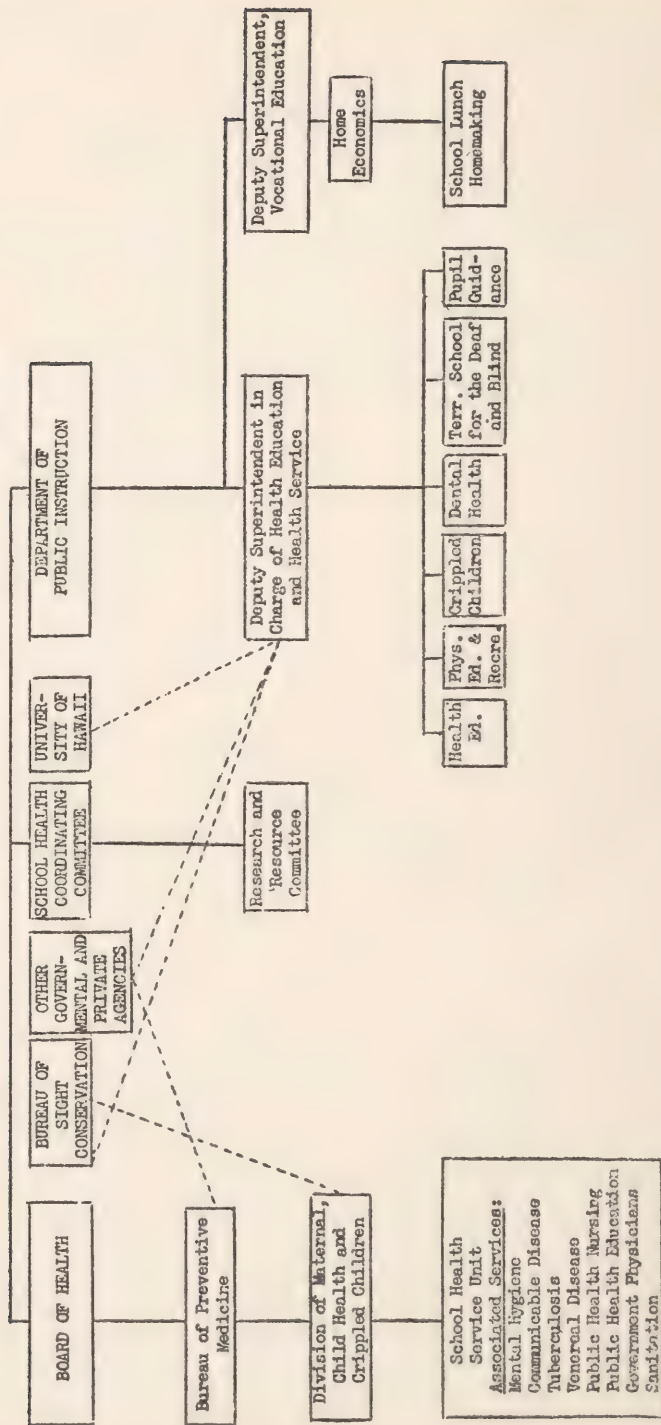 BOARD OF HEALTH
BUREAU OF
SIGHT
CONSERVATION
OTHER
GOVERN-
MENTAL AND
PRIVATE
AGENCIES
SCHOOL HEALTH
COORDINATING
COMMITTEE
UNIVER-
SITY OF
HAWAII
DEPARTMENT OF
PUBLIC INSTRUCTION
Bureau of Preventive
Medicine
Research and
Resource
Committee
Deputy Superintendent in
Charge of Health Education
and Health Service
Deputy Superintendent,
Vocational Education
Division of Maternal,
Child Health and
Crippled Children
Home
Economics
School Health
Service Unit
Associated Services:
Mental Hygiene
Communicable Disease
Tuberculosis
Venereal Disease
Public Health Nursing
Public Health Education
Government Physicians
Sanitation
Health
Ed.
Phys.
Ed. &
Recre.
Crippled
Children
Dental
Health
Terr. School
for the Deaf
and Blind
Pupil
Guid-
ance
School Lunch
Homemaking